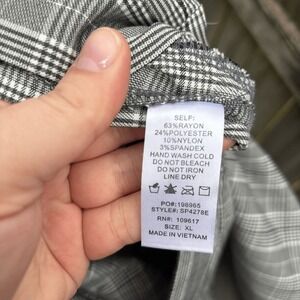 SELF:
63%RAYON
24%POLYESTER
10%NYLON
3%SPANDEX
HAND WASH COLD
DO NOT BLEACH
DO NOT IRON
LINE DRY
PO#:196965
STYLE#: SP4278E
RN#: 109617
SIZE: XL
MADE IN VIETNAM